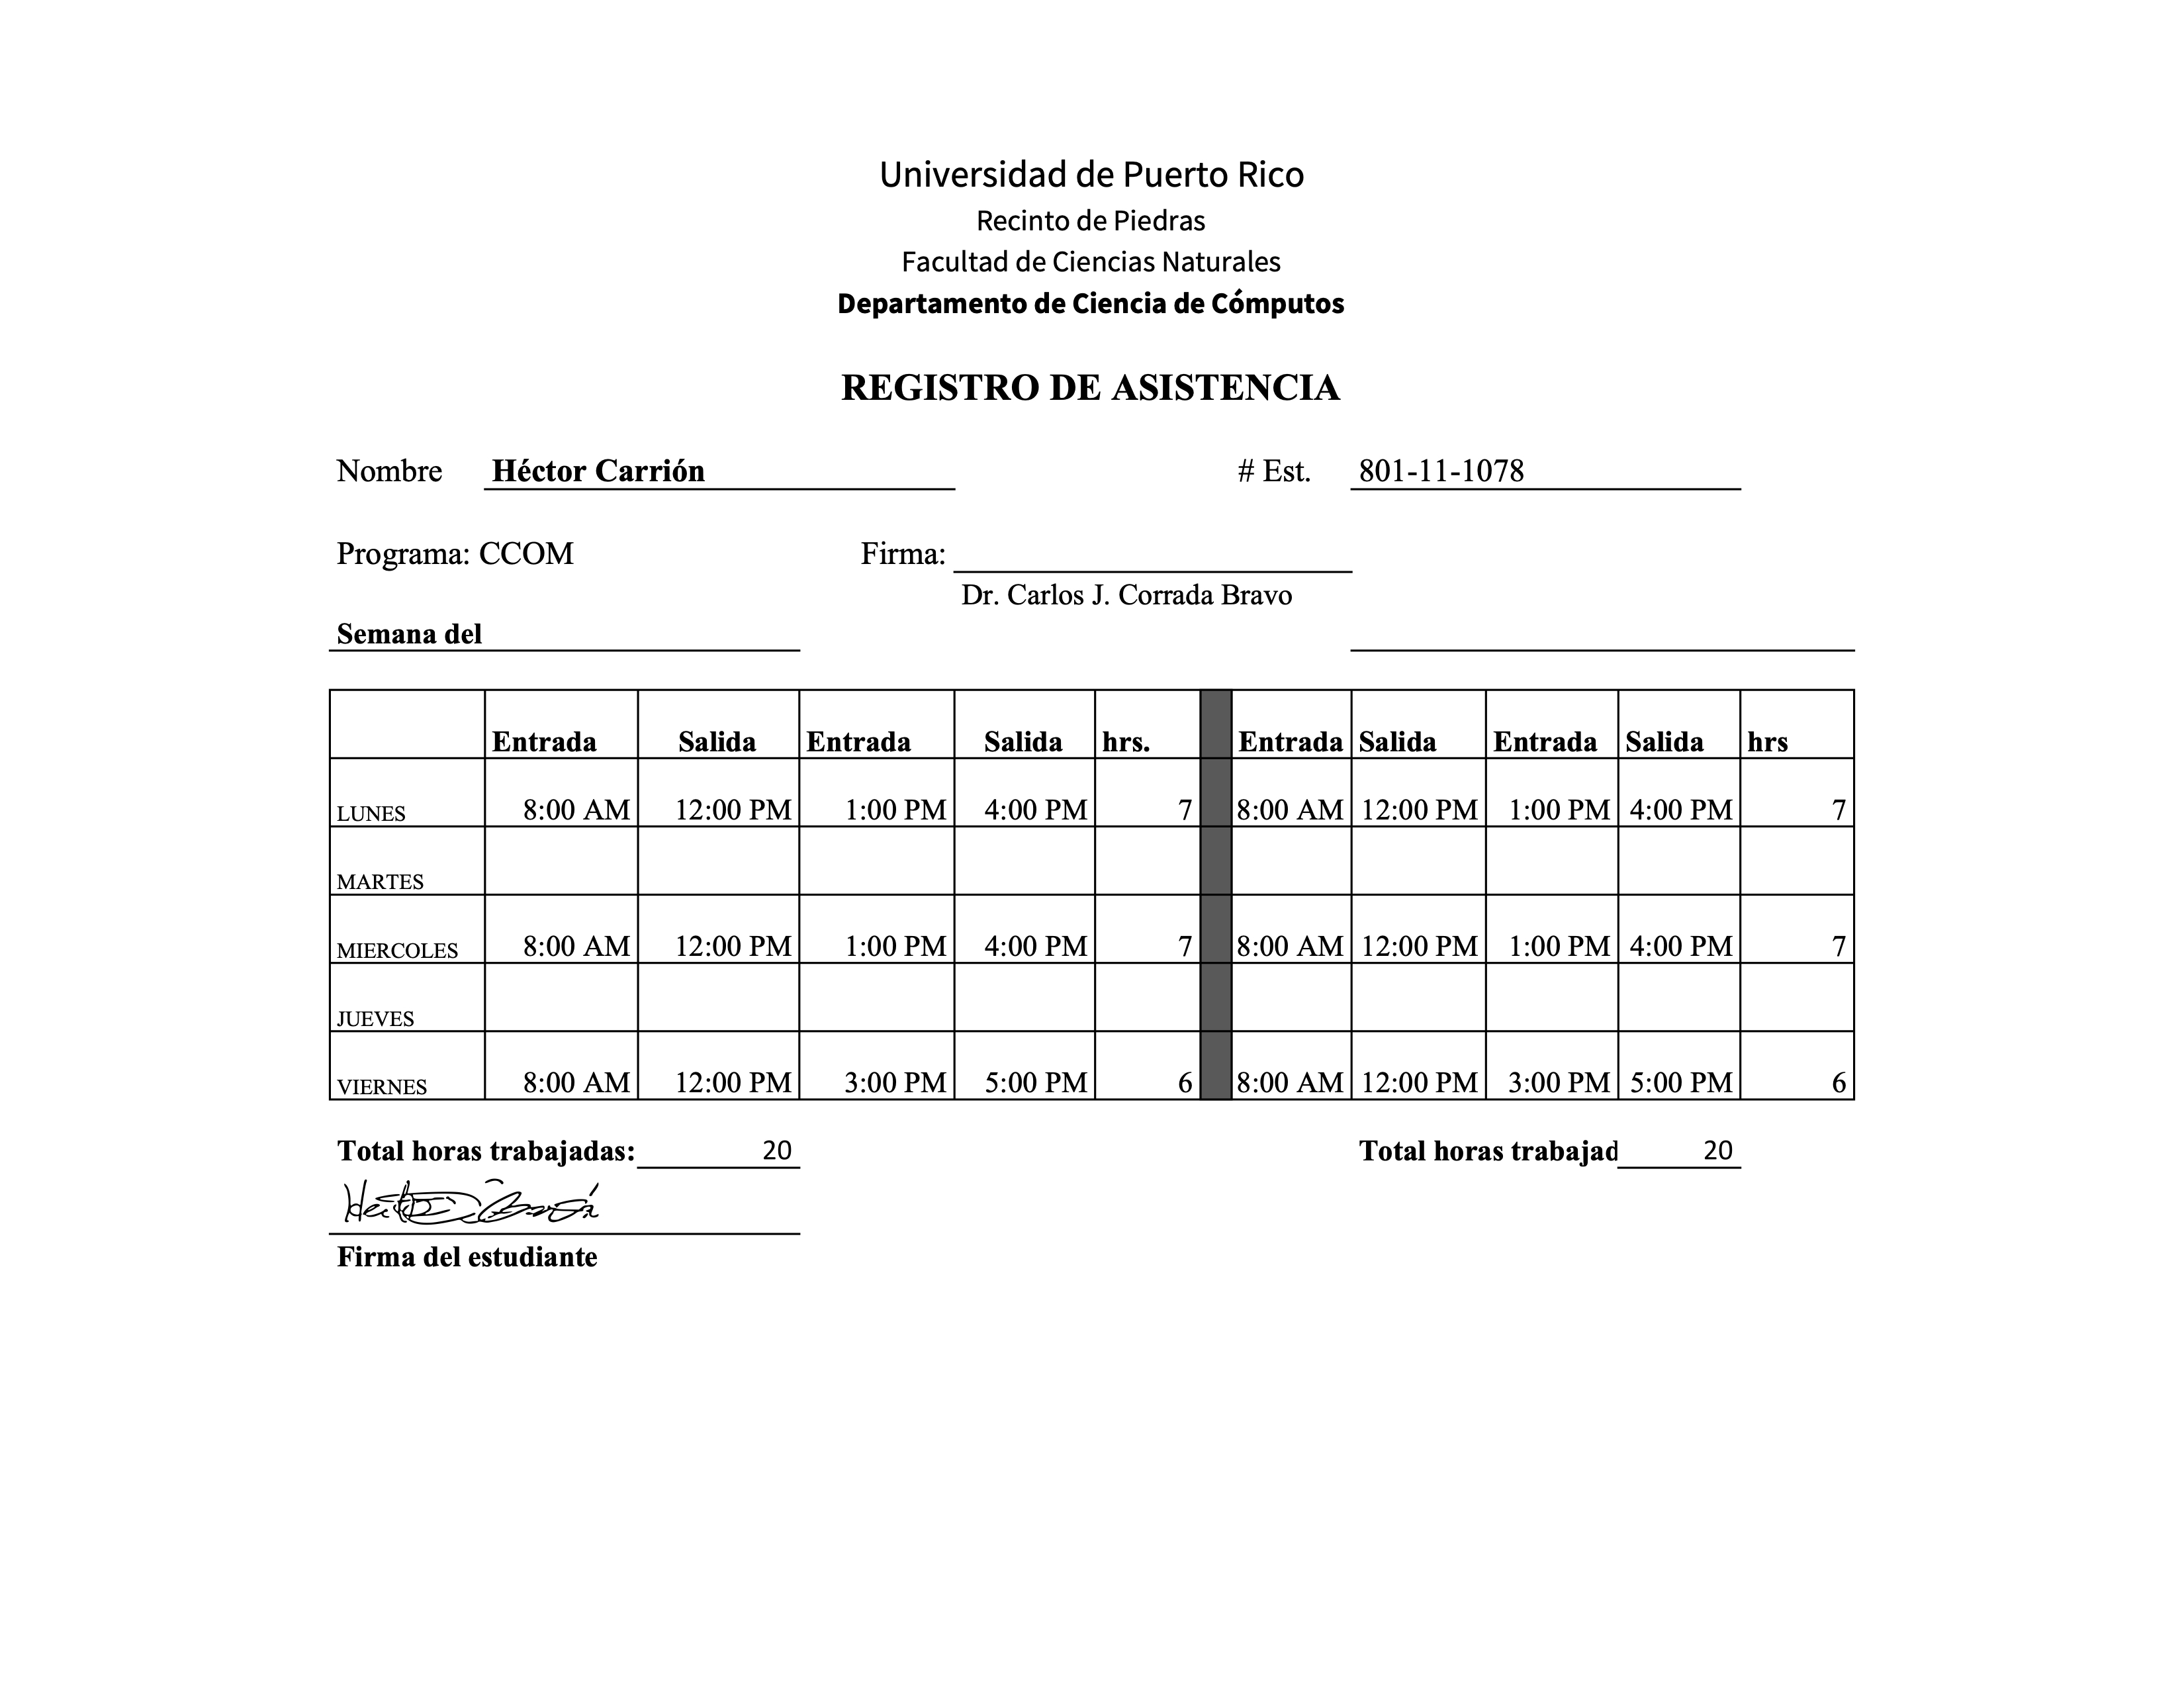 Universidad de Puerto Rico
Recinto de Piedras
Facultad de Ciencias Naturales
Departamento de Ciencia de Cómputos
REGISTRO DE ASISTENCIA
Nombre Héctor Carrión # Est. 801-11-1078
Programa: CCOM Firma:
Dr. Carlos J. Corrada Bravo
Semana del
Entrada Salida Entrada Salida hrs. Entrada Salida Entrada Salida hrs
LUNES 8:00 AM 12:00 PM 1:00 PM 4:00 PM 7 8:00 AM 12:00 PM 1:00 PM 4:00 PM 7
MARTES
MIERCOLES 8:00 AM 12:00 PM 1:00 PM 4:00 PM 7 8:00 AM 12:00 PM 1:00 PM 4:00 PM 7
JUEVES
VIERNES 8:00 AM 12:00 PM 3:00 PM 5:00 PM 6 8:00 AM 12:00 PM 3:00 PM 5:00 PM 6
Total horas trabajadas: 20 Total horas trabajad 20
Firma del estudiante